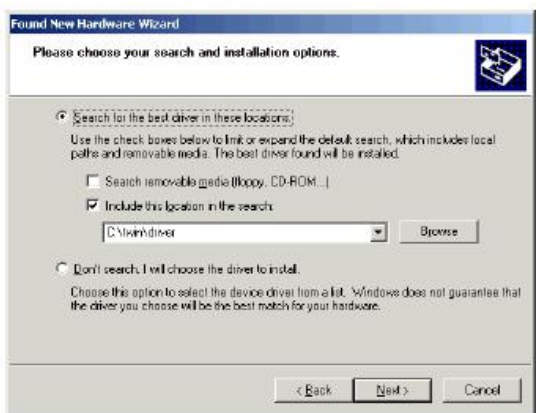 Found New Hardware Wizard
Please choose your search and installation options.
Search for the best driver in these locations.
Use the check boxes below to limit or expand the default search, which includes local
paths and removable media. The best driver found will be installed.
Search removable media (floppy, CD-ROM...)
Include this location in the search:
C:\twin\driver
Browse
Don't search. I will choose the driver to install.
Choose this option to select the device driver from a list. Windows does not guarantee that
the driver you choose will be the best match for your hardware.
< Back
Next >
Cancel